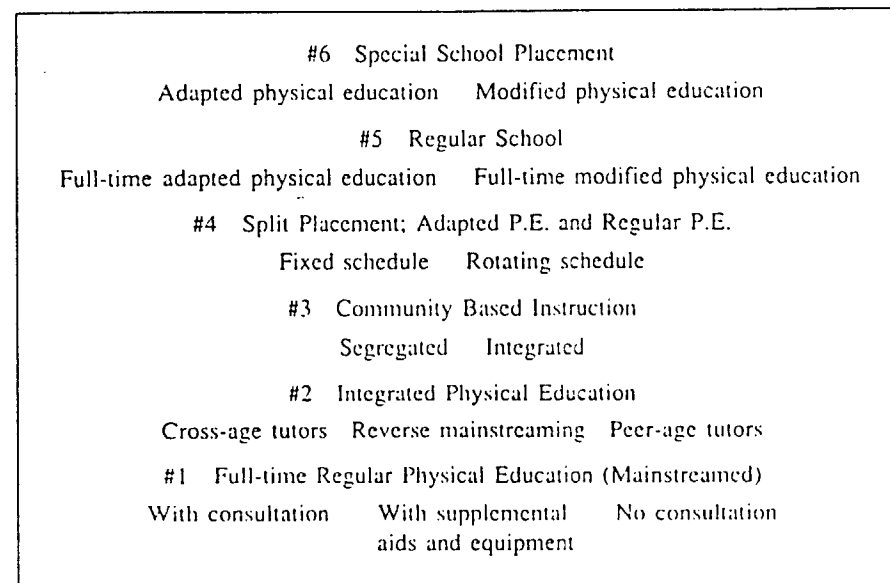 #6 Special School Placement
Adapted physical education Modified physical education
#5 Regular School
Full-time adapted physical education Full-time modified physical education
#4 Split Placement; Adapted P.E. and Regular P.E.
Fixed schedule Rotating schedule
#3 Community Based Instruction
Segregated Integrated
#2 Integrated Physical Education
Cross-age tutors Reverse mainstreaming Peer-age tutors
#1 Full-time Regular Physical Education (Mainstreamed)
With consultation With supplemental No consultation
aids and equipment